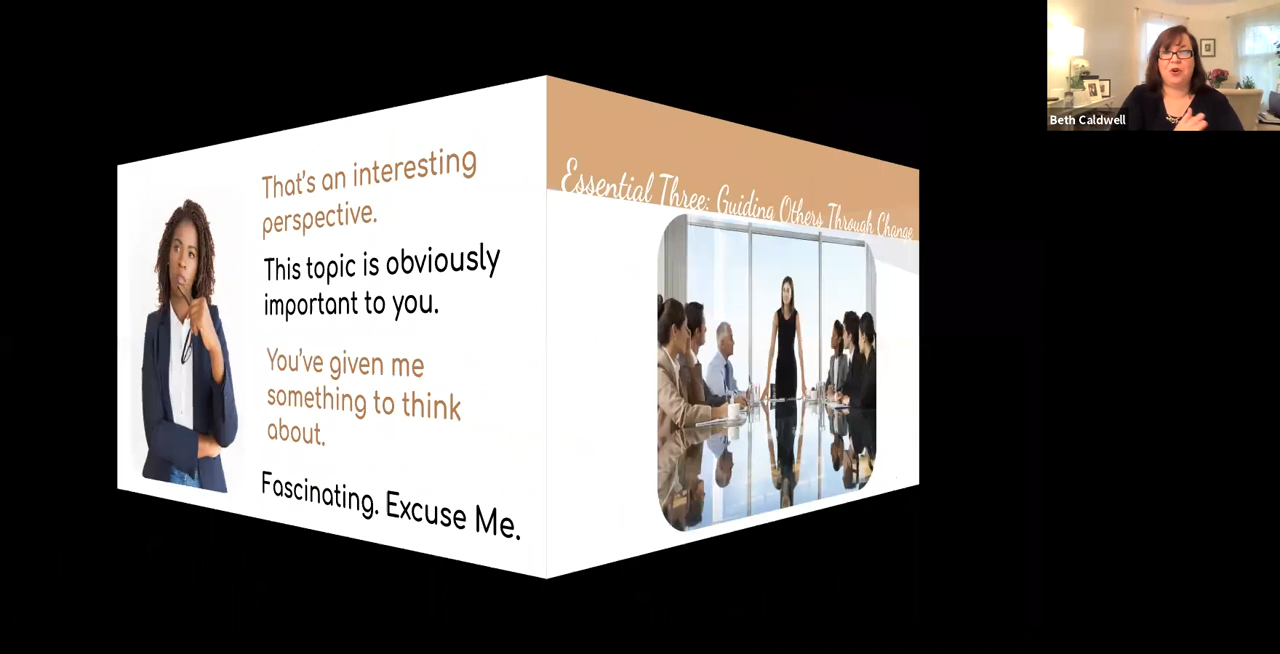 That's an interesting
perspective.
This topic is obviously
important to you.
You've given me
something to think
about.
Fascinating. Excuse Me.
Essential Three: Guiding Others Through Change
Beth Caldwell